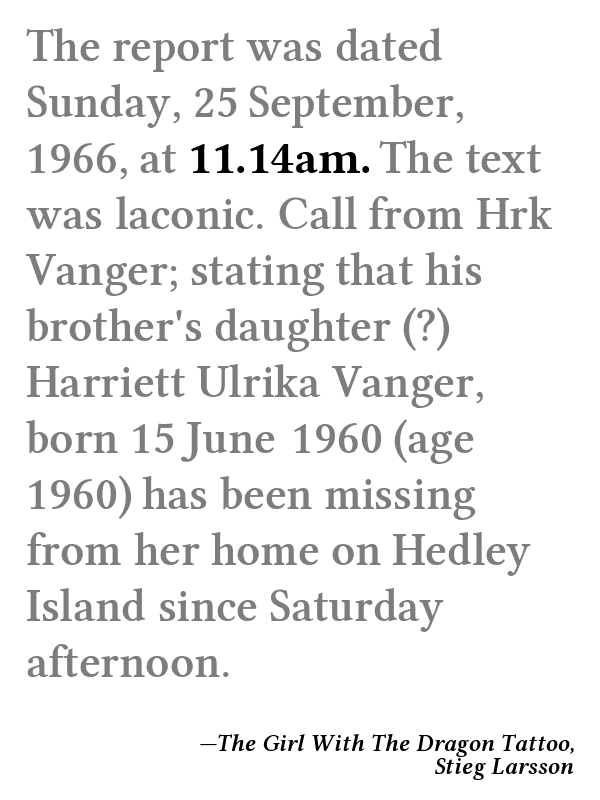 The report was dated
Sunday, 25 September,
1966, at 11.14am. The text
was laconic. Call from Hrk
Vanger; stating that his
brother's daughter (?)
Harriett Ulrika Vanger,
born 15 June 1960 (age
1960) has been missing
from her home on Hedley
Island since Saturday
afternoon.
—The Girl With The Dragon Tattoo,
Stieg Larsson